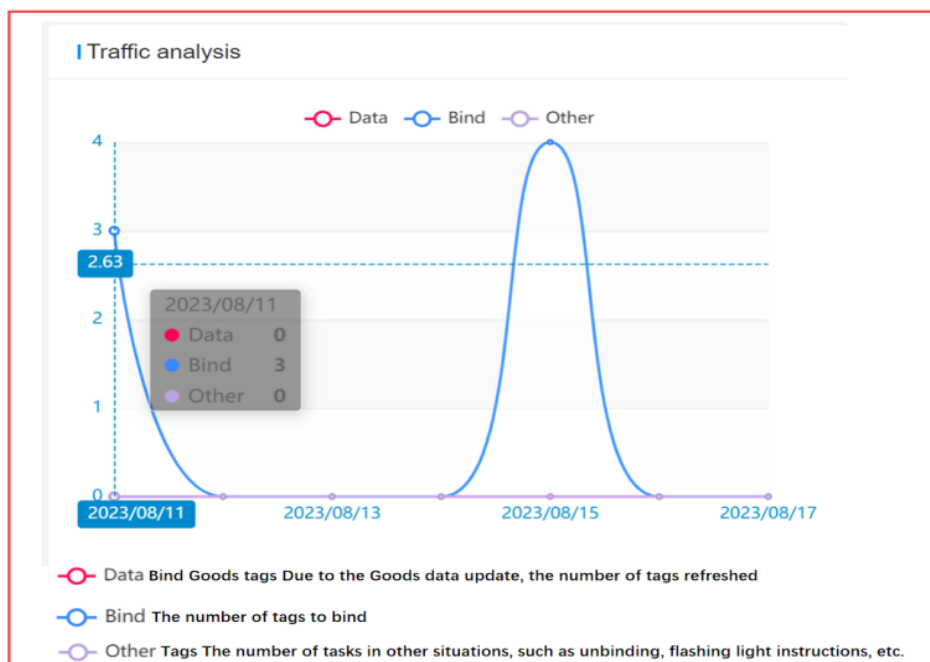 Traffic analysis
Data Bind Other
4
3
2.63
2023/08/11
Data 0
2
Bind 3
Other 0
1
0
2023/08/11 2023/08/13 2023/08/15 2023/08/17
Data Bind Goods tags Due to the Goods data update, the number of tags refreshed
Bind The number of tags to bind
Other Tags The number of tasks in other situations, such as unbinding, flashing light instructions, etc.